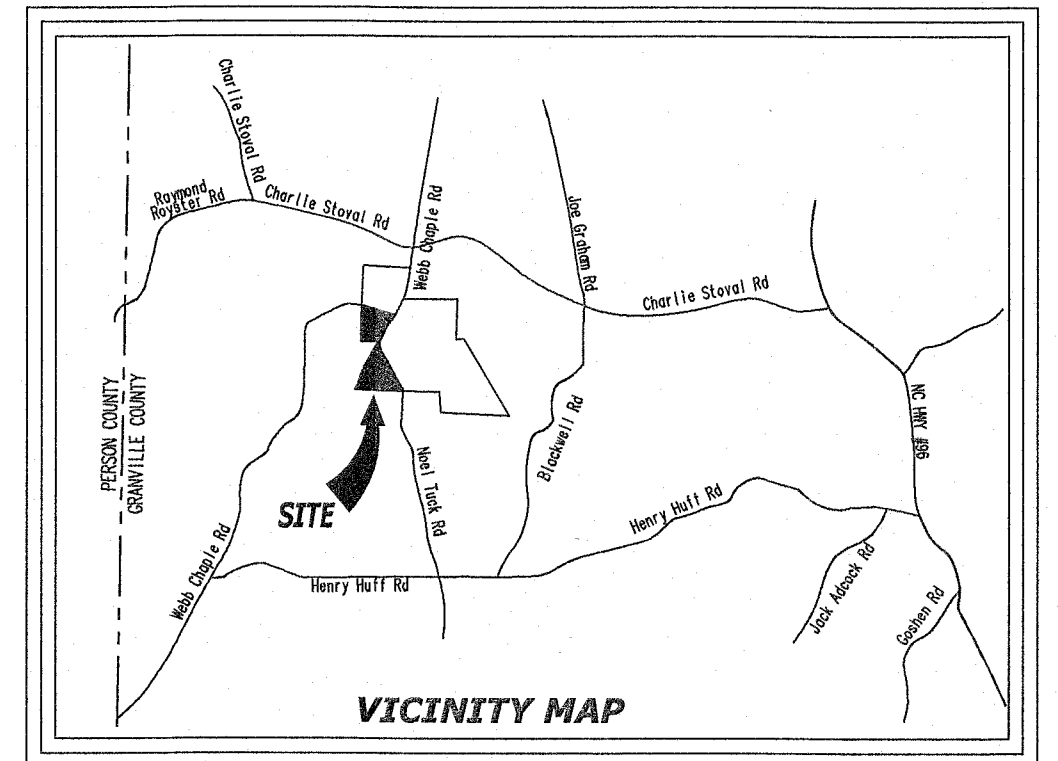 Charlie Stoval Rd
Raymond
Royster Rd
Charlie Stoval Rd
Webb Chaple Rd
Joe Graham Rd
Charlie Stoval Rd
PERSON COUNTY
GRANVILLE COUNTY
NC HWY #96
Blackwell Rd
Noel Tuck Rd
SITE
Henry Huff Rd
Webb Chaple Rd
Henry Huff Rd
Jack Adcock Rd
Goshen Rd
VICINITY MAP